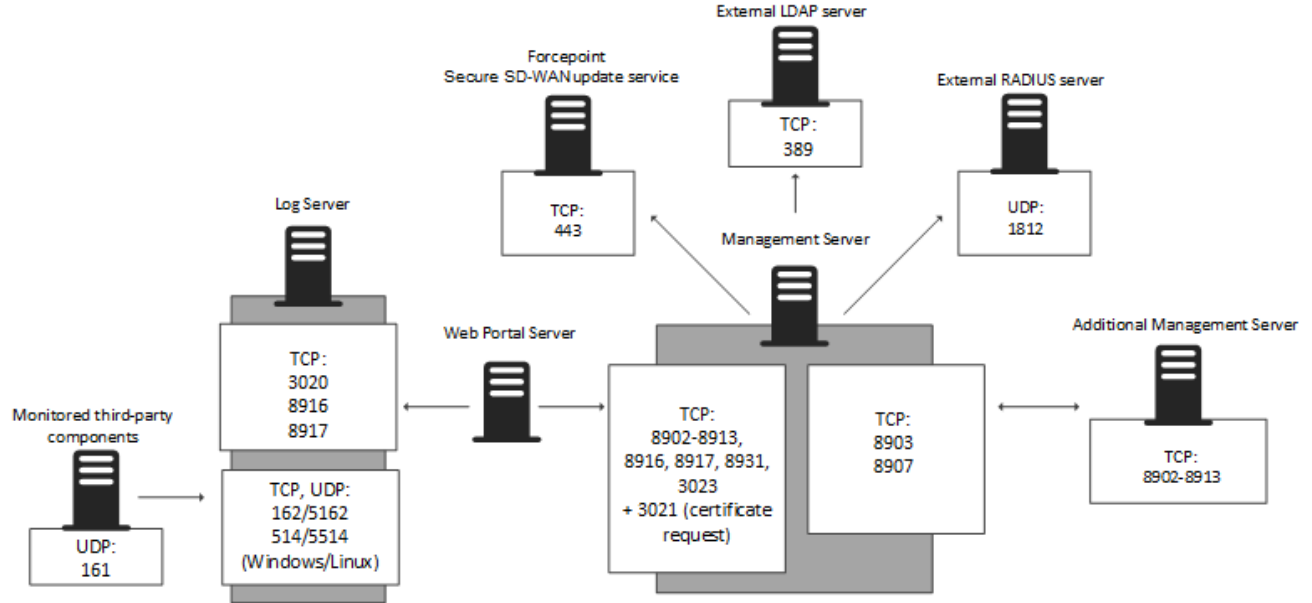 External LDAP server
TCP:
389
Forcepoint
Secure SD-WAN update service
TCP:
443
External RADIUS server
UDP:
1812
Log Server
TCP:
3020
8916
8917
TCP, UDP:
162/5162
514/5514
(Windows/Linux)
Monitored third-party
components
UDP:
161
Web Portal Server
Management Server
TCP:
8902-8913,
8916, 8917, 8931,
3023
+ 3021 (certificate
request)
TCP:
8903
8907
Additional Management Server
TCP:
8902-8913